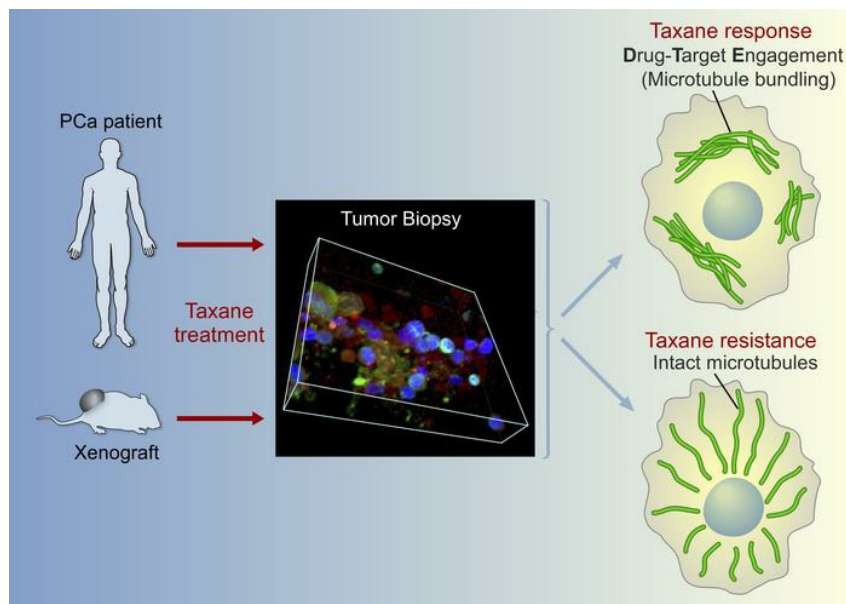 PCa patient
Taxane
treatment
Xenograft
Tumor Biopsy
Taxane response
Drug-Target Engagement
(Microtubule bundling)
Taxane resistance
Intact microtubules